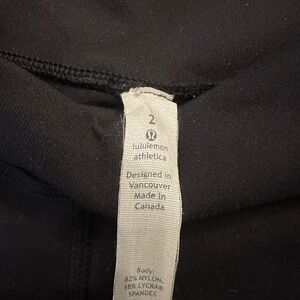 2
lululemon
athletica
Designed in
Vancouver
Made in
Canada
Body:
82% NYLON,
18% LYCRA®
SPANDEX